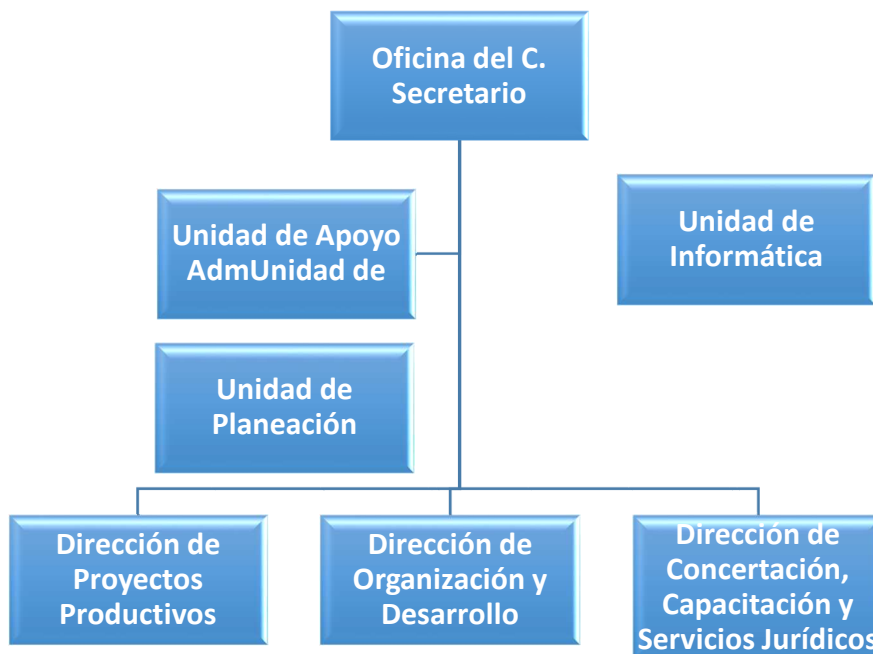 Oficina del C.
Secretario
Unidad de Apoyo
AdmUnidad de
Unidad de
Informática
Unidad de
Planeación
Dirección de
Proyectos
Productivos
Dirección de
Organización y
Desarrollo
Dirección de
Concertación,
Capacitación y
Servicios Jurídicos